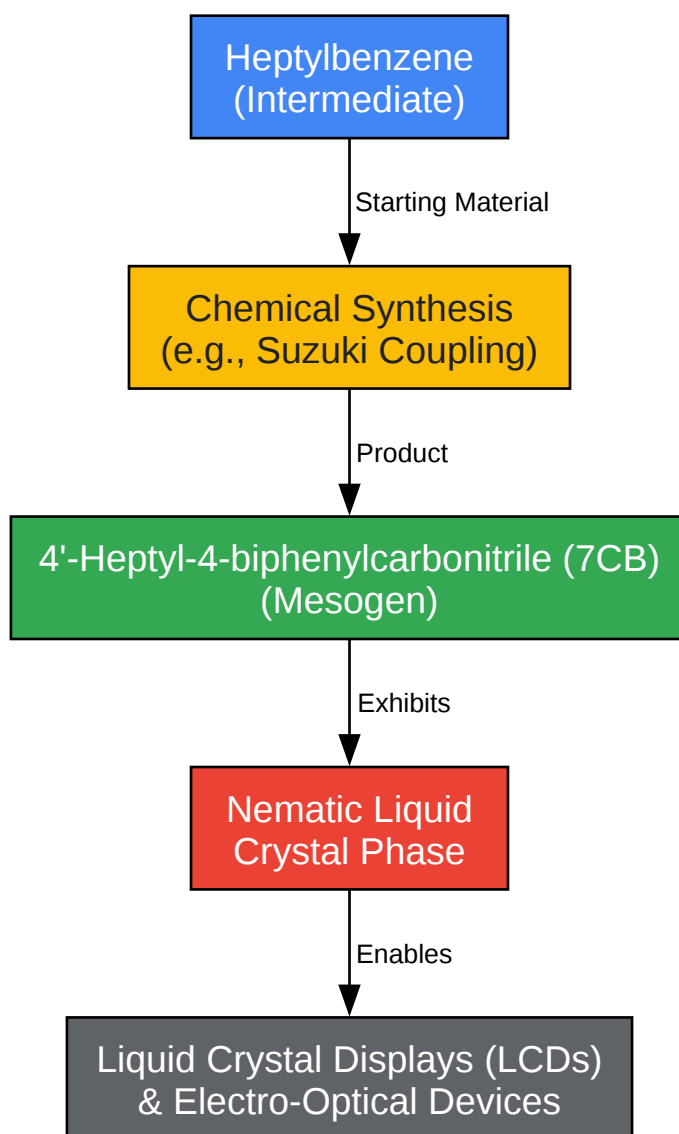 Heptylbenzene
(Intermediate)
Starting Material
Chemical Synthesis
(e.g., Suzuki Coupling)
Product
4'-Heptyl-4-biphenylcarbonitrile (7CB)
(Mesogen)
Exhibits
Nematic Liquid
Crystal Phase
Enables
Liquid Crystal Displays (LCDs)
& Electro-Optical Devices